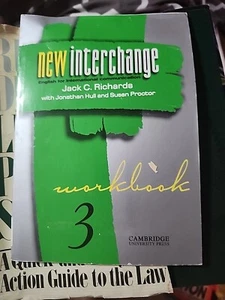 new interchange
English for International Communication
Jack C. Richards
with Jonathan Hull and Susan Proctor
workbook
3
CAMBRIDGE
UNIVERSITY PRESS
Action Guide to the Law